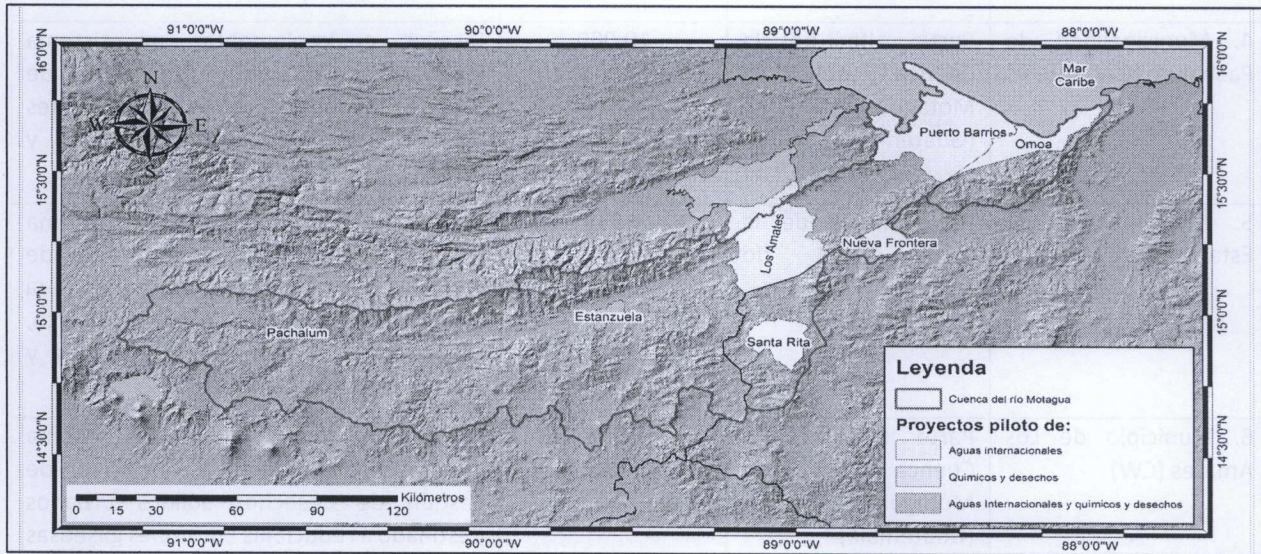 91°0'0"W 90°0'0"W 89°0'0"W 88°0'0"W
16°0'0"N
16°0'0"N
N
W E
S
Mar
Caribe
Puerto Barrios
Omoa
15°30'0"N
15°30'0"N
Los Amates
Nueva Frontera
15°0'0"N
Pachalum
Estanzuela
Santa Rita
15°0'0"N
Leyenda
Cuenca del río Motagua
Proyectos piloto de:
Aguas internacionales
Químicos y desechos
Aguas Internacionales y químicos y desechos
14°30'0"N
14°30'0"N
Kilómetros
0 15 30 60 90 120
91°0'0"W 90°0'0"W 89°0'0"W 88°0'0"W